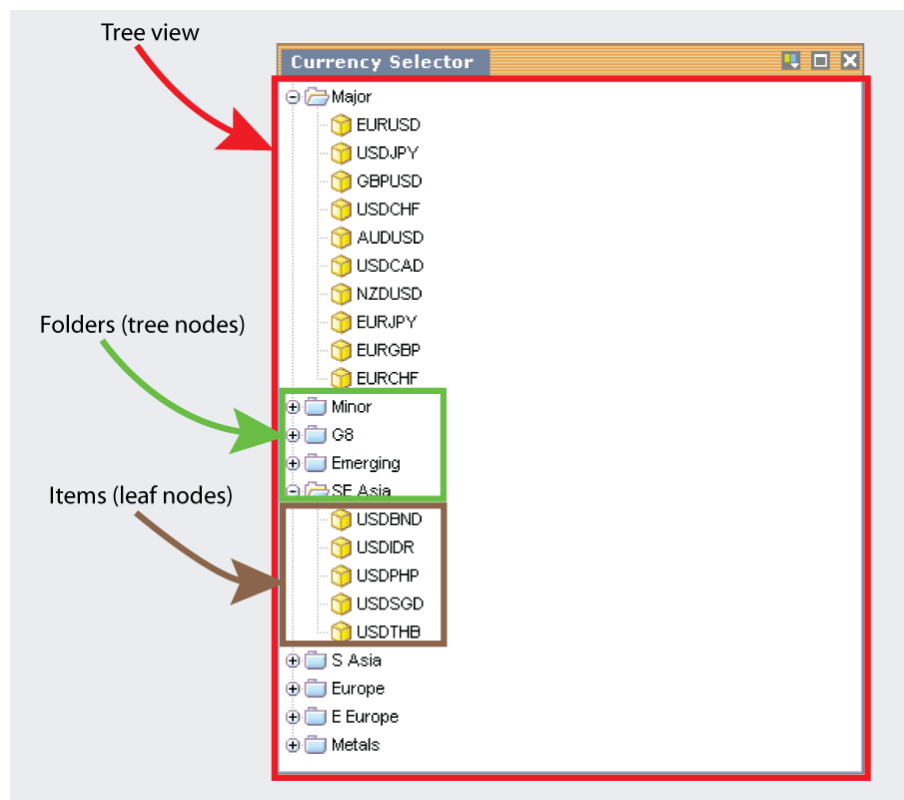 Tree view
Currency Selector
Major
EURUSD
USDJPY
GBPUSD
USDCHF
AUDUSD
USDCAD
NZDUSD
Folders (tree nodes)
EURJPY
EURGBP
EURCHF
Minor
G8
Emerging
SE Asia
Items (leaf nodes)
USDBND
USDIDR
USDPHP
USDSGD
USDTHB
S Asia
Europe
E Europe
Metals